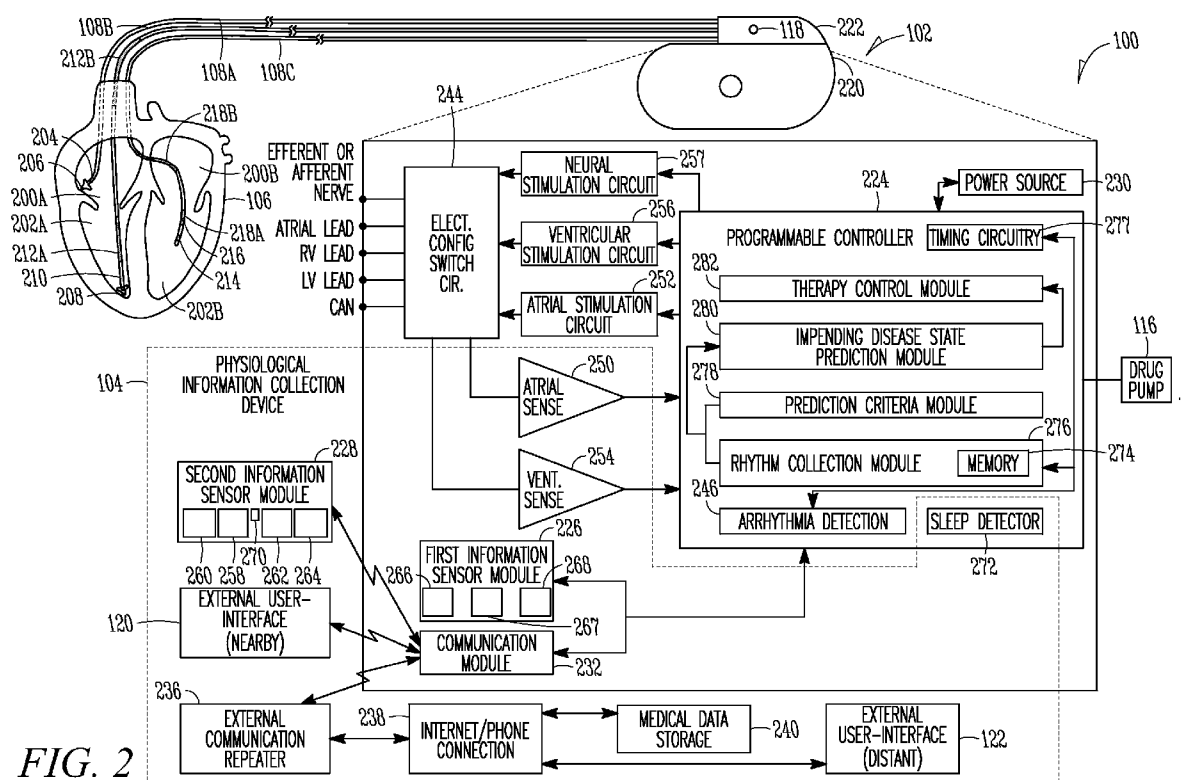 108B
212B
108A
108C
118
222
102
220
100
204
206
200A
202A
212A
210
208
218B
200B
106
218A
216
214
202B
244
EFFERENT OR
AFFERENT
NERVE
ATRIAL LEAD
RV LEAD
LV LEAD
CAN
ELECT.
CONFIG
SWITCH
CIR.
NEURAL
STIMULATION CIRCUIT
257
VENTRICULAR
STIMULATION CIRCUIT
256
ATRIAL STIMULATION
CIRCUIT
252
224
POWER SOURCE
230
PROGRAMMABLE CONTROLLER
TIMING CIRCUITRY
277
282
THERAPY CONTROL MODULE
280
IMPENDING DISEASE STATE
PREDICTION MODULE
278
PREDICTION CRITERIA MODULE
276
RHYTHM COLLECTION MODULE
MEMORY
274
246
ARRHYTHMIA DETECTION
SLEEP DETECTOR
272
116
DRUG
PUMP
104
PHYSIOLOGICAL
INFORMATION COLLECTION
DEVICE
ATRIAL
SENSE
250
VENT.
SENSE
254
228
SECOND INFORMATION
SENSOR MODULE
260
258
270
262
264
226
FIRST INFORMATION
SENSOR MODULE
266
268
267
120
EXTERNAL USER-
INTERFACE
(NEARBY)
COMMUNICATION
MODULE
232
236
EXTERNAL
COMMUNICATION
REPEATER
238
INTERNET/PHONE
CONNECTION
MEDICAL DATA
STORAGE
240
EXTERNAL
USER-INTERFACE
(DISTANT)
122
FIG. 2